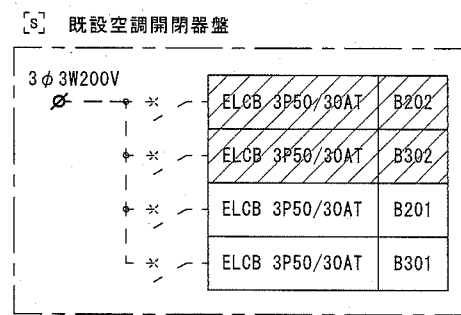 [S] 既設空調開閉器盤
3φ3W200V
ELCB 3P50/30AT B202
ELCB 3P50/30AT B302
ELCB 3P50/30AT B201
ELCB 3P50/30AT B301